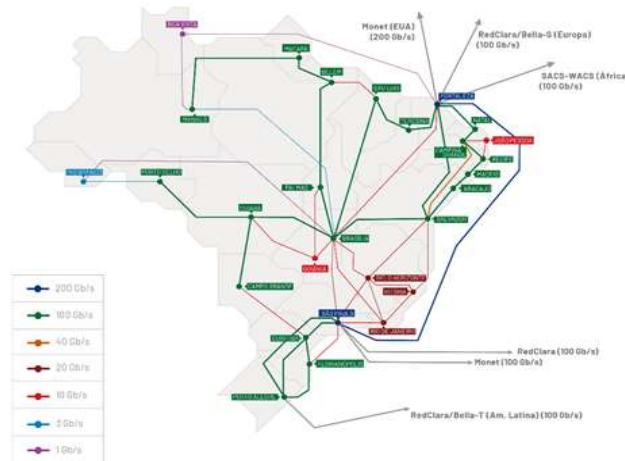 Monet (EUA)
(200 Gb/s)
RedClara/Bella-S (Europa)
(100 Gb/s)
SACS-WACS (África)
(100 Gb/s)
BOA VISTA
MACAPÁ
BELÉM
SÃO LUÍS
FORTALEZA
MANAUS
TERESINA
NATAL
CAMPINA GRANDE
JOÃO PESSOA
RECIFE
MACEIÓ
ARACAJU
PORTO VELHO
PALMAS
SALVADOR
CUIABÁ
BRASÍLIA
GOIÂNIA
BELO HORIZONTE
VITÓRIA
CAMPO GRANDE
SÃO PAULO
RIO DE JANEIRO
CURITIBA
FLORIANÓPOLIS
PORTO ALEGRE
RedClara (100 Gb/s)
Monet (100 Gb/s)
RedClara/Bella-T (Am. Latina) (100 Gb/s)
200 Gb/s
100 Gb/s
40 Gb/s
20 Gb/s
10 Gb/s
3 Gb/s
1 Gb/s